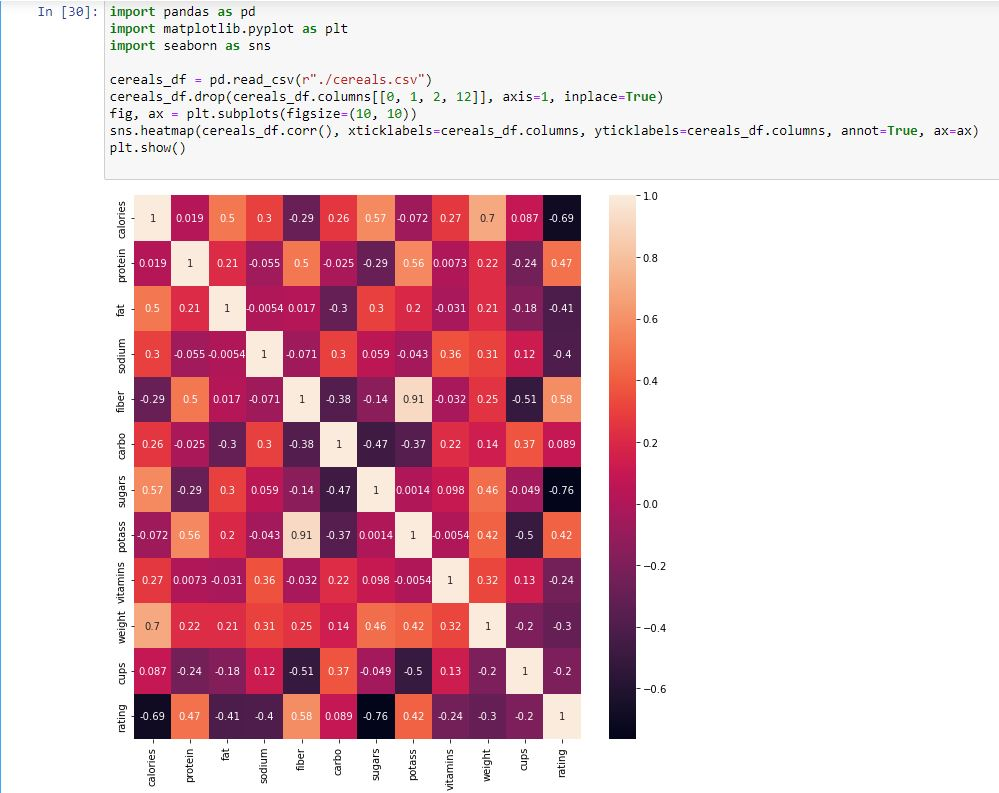 In [30]:
import pandas as pd
import matplotlib.pyplot as plt
import seaborn as sns
cereals_df = pd.read_csv(r"./cereals.csv")
cereals_df.drop(cereals_df.columns[[0, 1, 2, 12]], axis=1, inplace=True)
fig, ax = plt.subplots(figsize=(10, 10))
sns.heatmap(cereals_df.corr(), xticklabels=cereals_df.columns, yticklabels=cereals_df.columns, annot=True, ax=ax)
plt.show()
calories 1 0.019 0.5 0.3 -0.29 0.26 0.57 -0.072 0.27 0.7 0.087 -0.69
protein 0.019 1 0.21 -0.055 0.5 -0.025 -0.29 0.56 0.0073 0.22 -0.24 0.47
fat 0.5 0.21 1 -0.0054 0.017 -0.3 0.3 0.2 -0.031 0.21 -0.18 -0.41
sodium 0.3 -0.055 -0.0054 1 -0.071 0.3 0.059 -0.043 0.36 0.31 0.12 -0.4
fiber -0.29 0.5 0.017 -0.071 1 -0.38 -0.14 0.91 -0.032 0.25 -0.51 0.58
carbo 0.26 -0.025 -0.3 0.3 -0.38 1 -0.47 -0.37 0.22 0.14 0.37 0.089
sugars 0.57 -0.29 0.3 0.059 -0.14 -0.47 1 0.0014 0.098 0.46 -0.049 -0.76
potass -0.072 0.56 0.2 -0.043 0.91 -0.37 0.0014 1 -0.0054 0.42 -0.5 0.42
vitamins 0.27 0.0073 -0.031 0.36 -0.032 0.22 0.098 -0.0054 1 0.32 0.13 -0.24
weight 0.7 0.22 0.21 0.31 0.25 0.14 0.46 0.42 0.32 1 -0.2 -0.3
cups 0.087 -0.24 -0.18 0.12 -0.51 0.37 -0.049 -0.5 0.13 -0.2 1 -0.2
rating -0.69 0.47 -0.41 -0.4 0.58 0.089 -0.76 0.42 -0.24 -0.3 -0.2 1
calories protein fat sodium fiber carbo sugars potass vitamins weight cups rating
1.0
0.8
0.6
0.4
0.2
0.0
−0.2
−0.4
−0.6